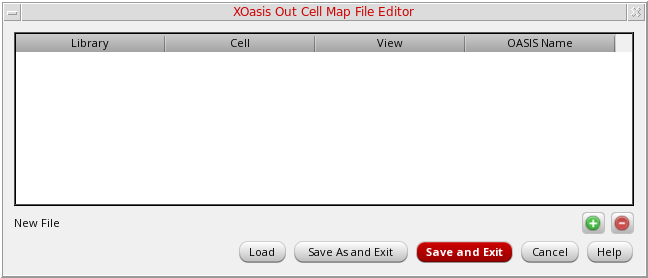 XOasis Out Cell Map File Editor
Library Cell View OASIS Name
New File
Load Save As and Exit Save and Exit Cancel Help